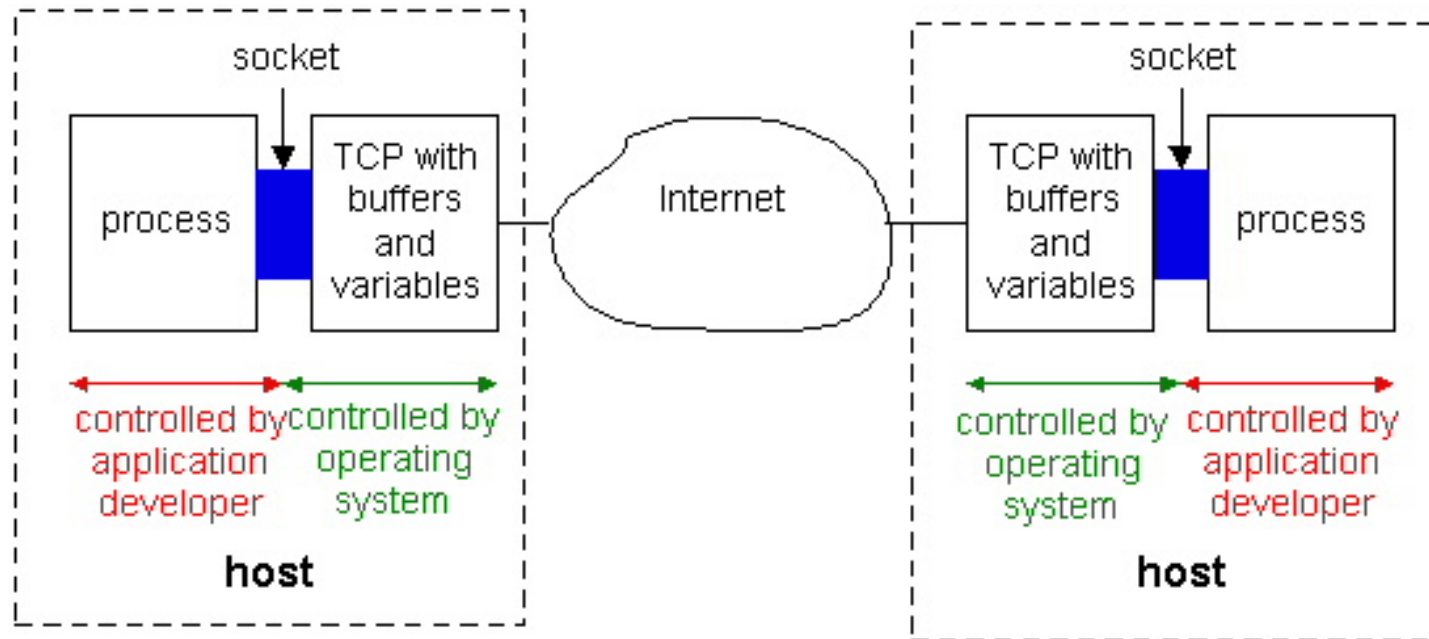 socket
process
TCP with
buffers
and
variables
controlled by
application
developer
controlled by
operating
system
host
Internet
socket
TCP with
buffers
and
variables
process
controlled by
operating
system
controlled by
application
developer
host